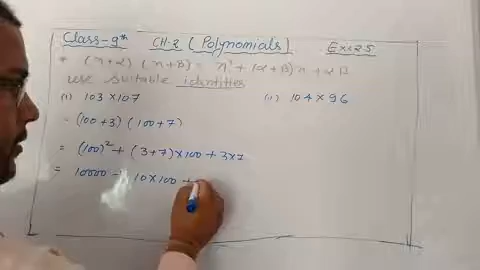 Class-9th CH-2 (Polynomials) Ex:2.5
* (x+α) (x+β) = x² + (α+β)x + αβ
use suitable identities
(i) 103 × 107 (ii) 104 × 96
= (100+3) (100+7)
= (100)² + (3+7)×100 + 3×7
= 10000 + 10×100 +